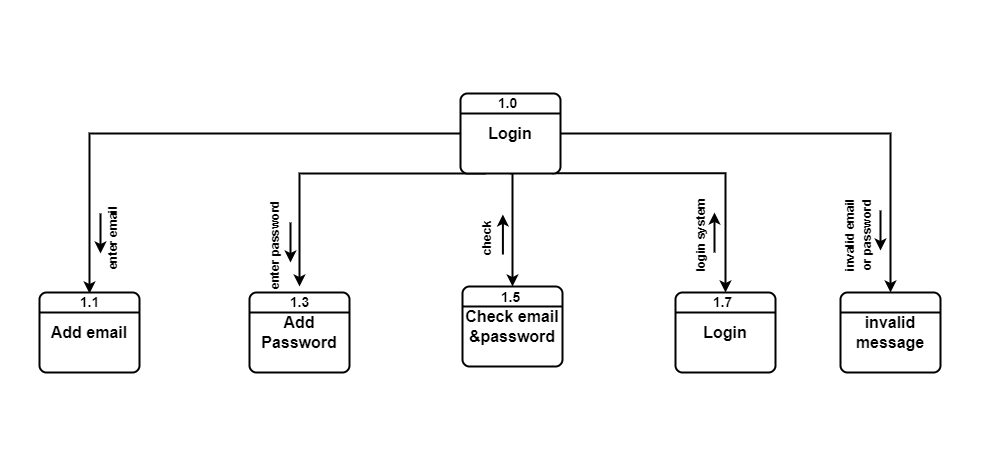 1.0
Login
enter email
enter password
check
login system
invalid email
or password
1.1
Add email
1.3
Add
Password
1.5
Check email
&password
1.7
Login
invalid
message